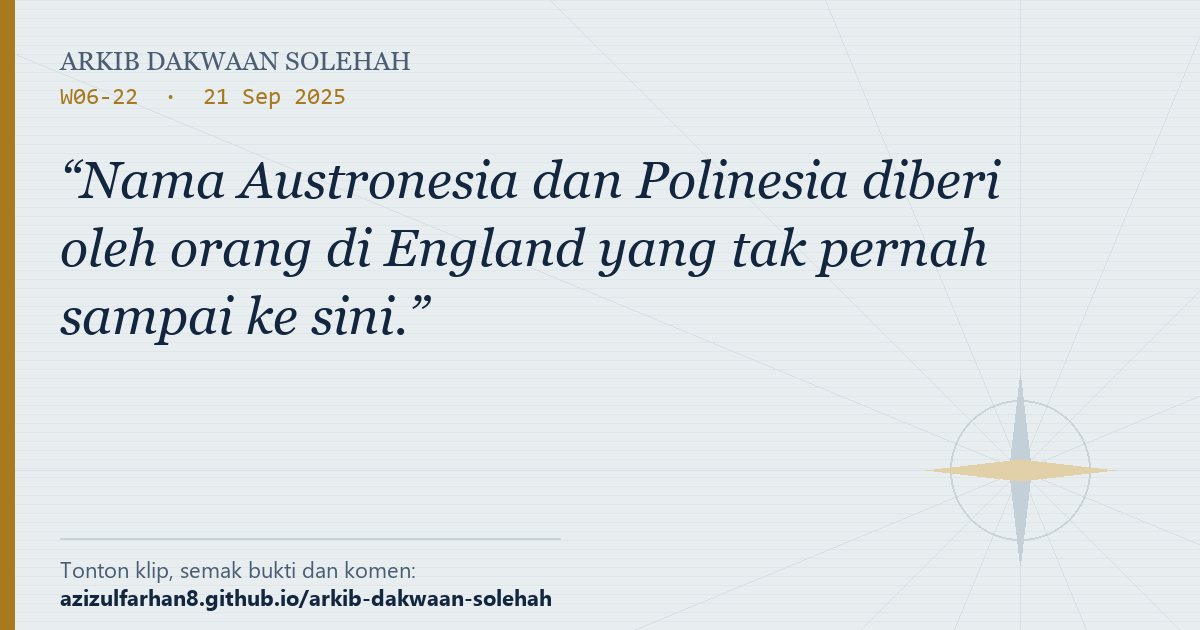 ARKIB DAKWAAN SOLEHAH
W06-22 · 21 Sep 2025
“Nama Austronesia dan Polinesia diberi
oleh orang di England yang tak pernah
sampai ke sini.”
Tonton klip, semak bukti dan komen:
azizulfarhan8.github.io/arkib-dakwaan-solehah